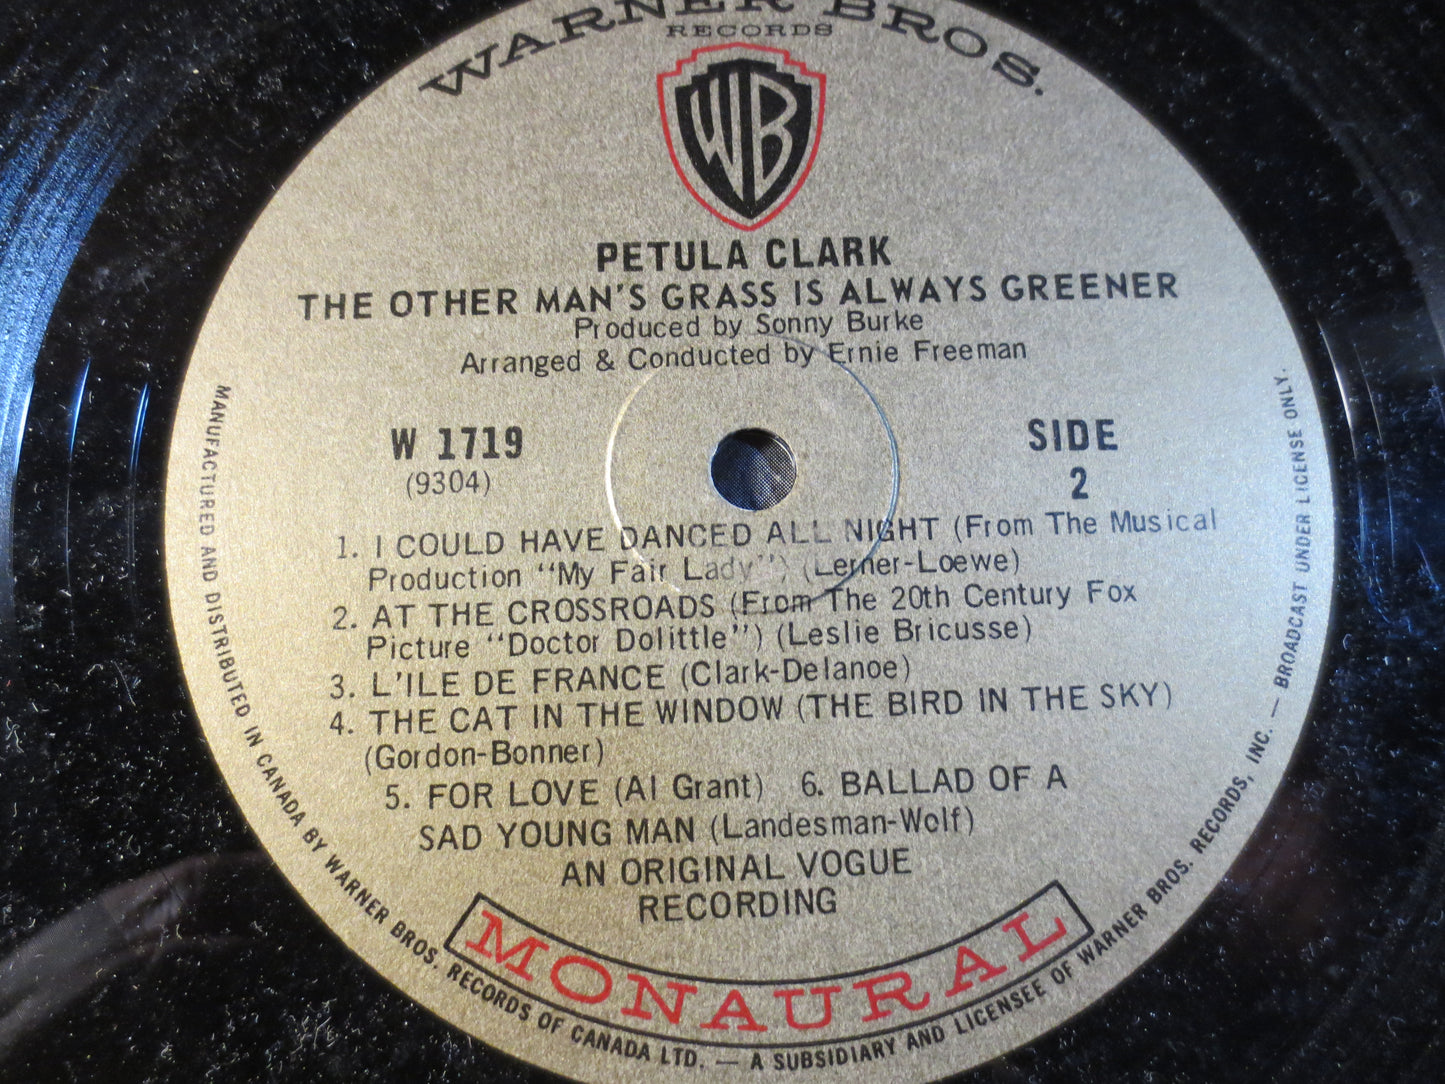 WARNER BROS.
RECORDS
WB
PETULA CLARK
THE OTHER MAN'S GRASS IS ALWAYS GREENER
Produced by Sonny Burke
Arranged & Conducted by Ernie Freeman
W 1719
(9304)
SIDE
2
1. I COULD HAVE DANCED ALL NIGHT (From The Musical
Production "My Fair Lady") (Lerner-Loewe)
2. AT THE CROSSROADS (From The 20th Century Fox
Picture "Doctor Dolittle") (Leslie Bricusse)
3. L'ILE DE FRANCE (Clark-Delanoe)
4. THE CAT IN THE WINDOW (THE BIRD IN THE SKY)
(Gordon-Bonner)
5. FOR LOVE (Al Grant) 6. BALLAD OF A
SAD YOUNG MAN (Landesman-Wolf)
AN ORIGINAL VOGUE
RECORDING
MONAURAL
MANUFACTURED AND DISTRIBUTED IN CANADA BY WARNER BROS. RECORDS OF CANADA LTD. — A SUBSIDIARY AND LICENSEE OF WARNER BROS. RECORDS, INC. — BROADCAST UNDER LICENSE ONLY.